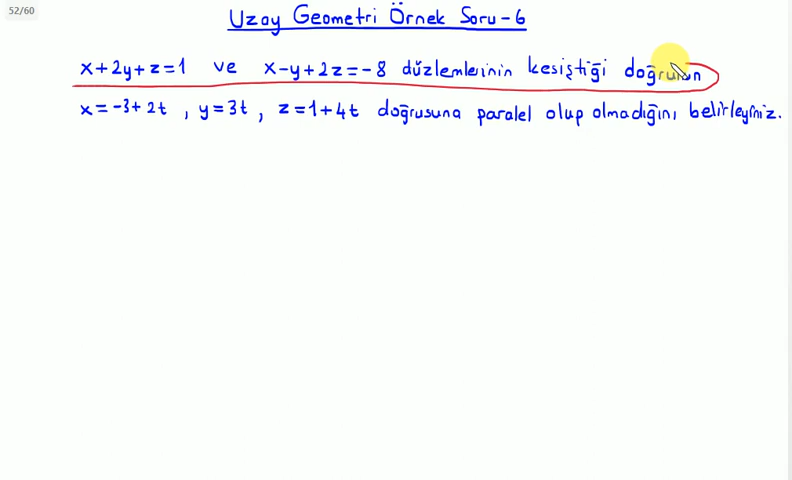 52/60
Uzay Geometri Örnek Soru-6
x+2y+z=1 ve x-y+2z=-8 düzlemlerinin kesiştiği doğrunun
x=-3+2t , y=3t , z=1+4t doğrusuna paralel olup olmadığını belirleyiniz.